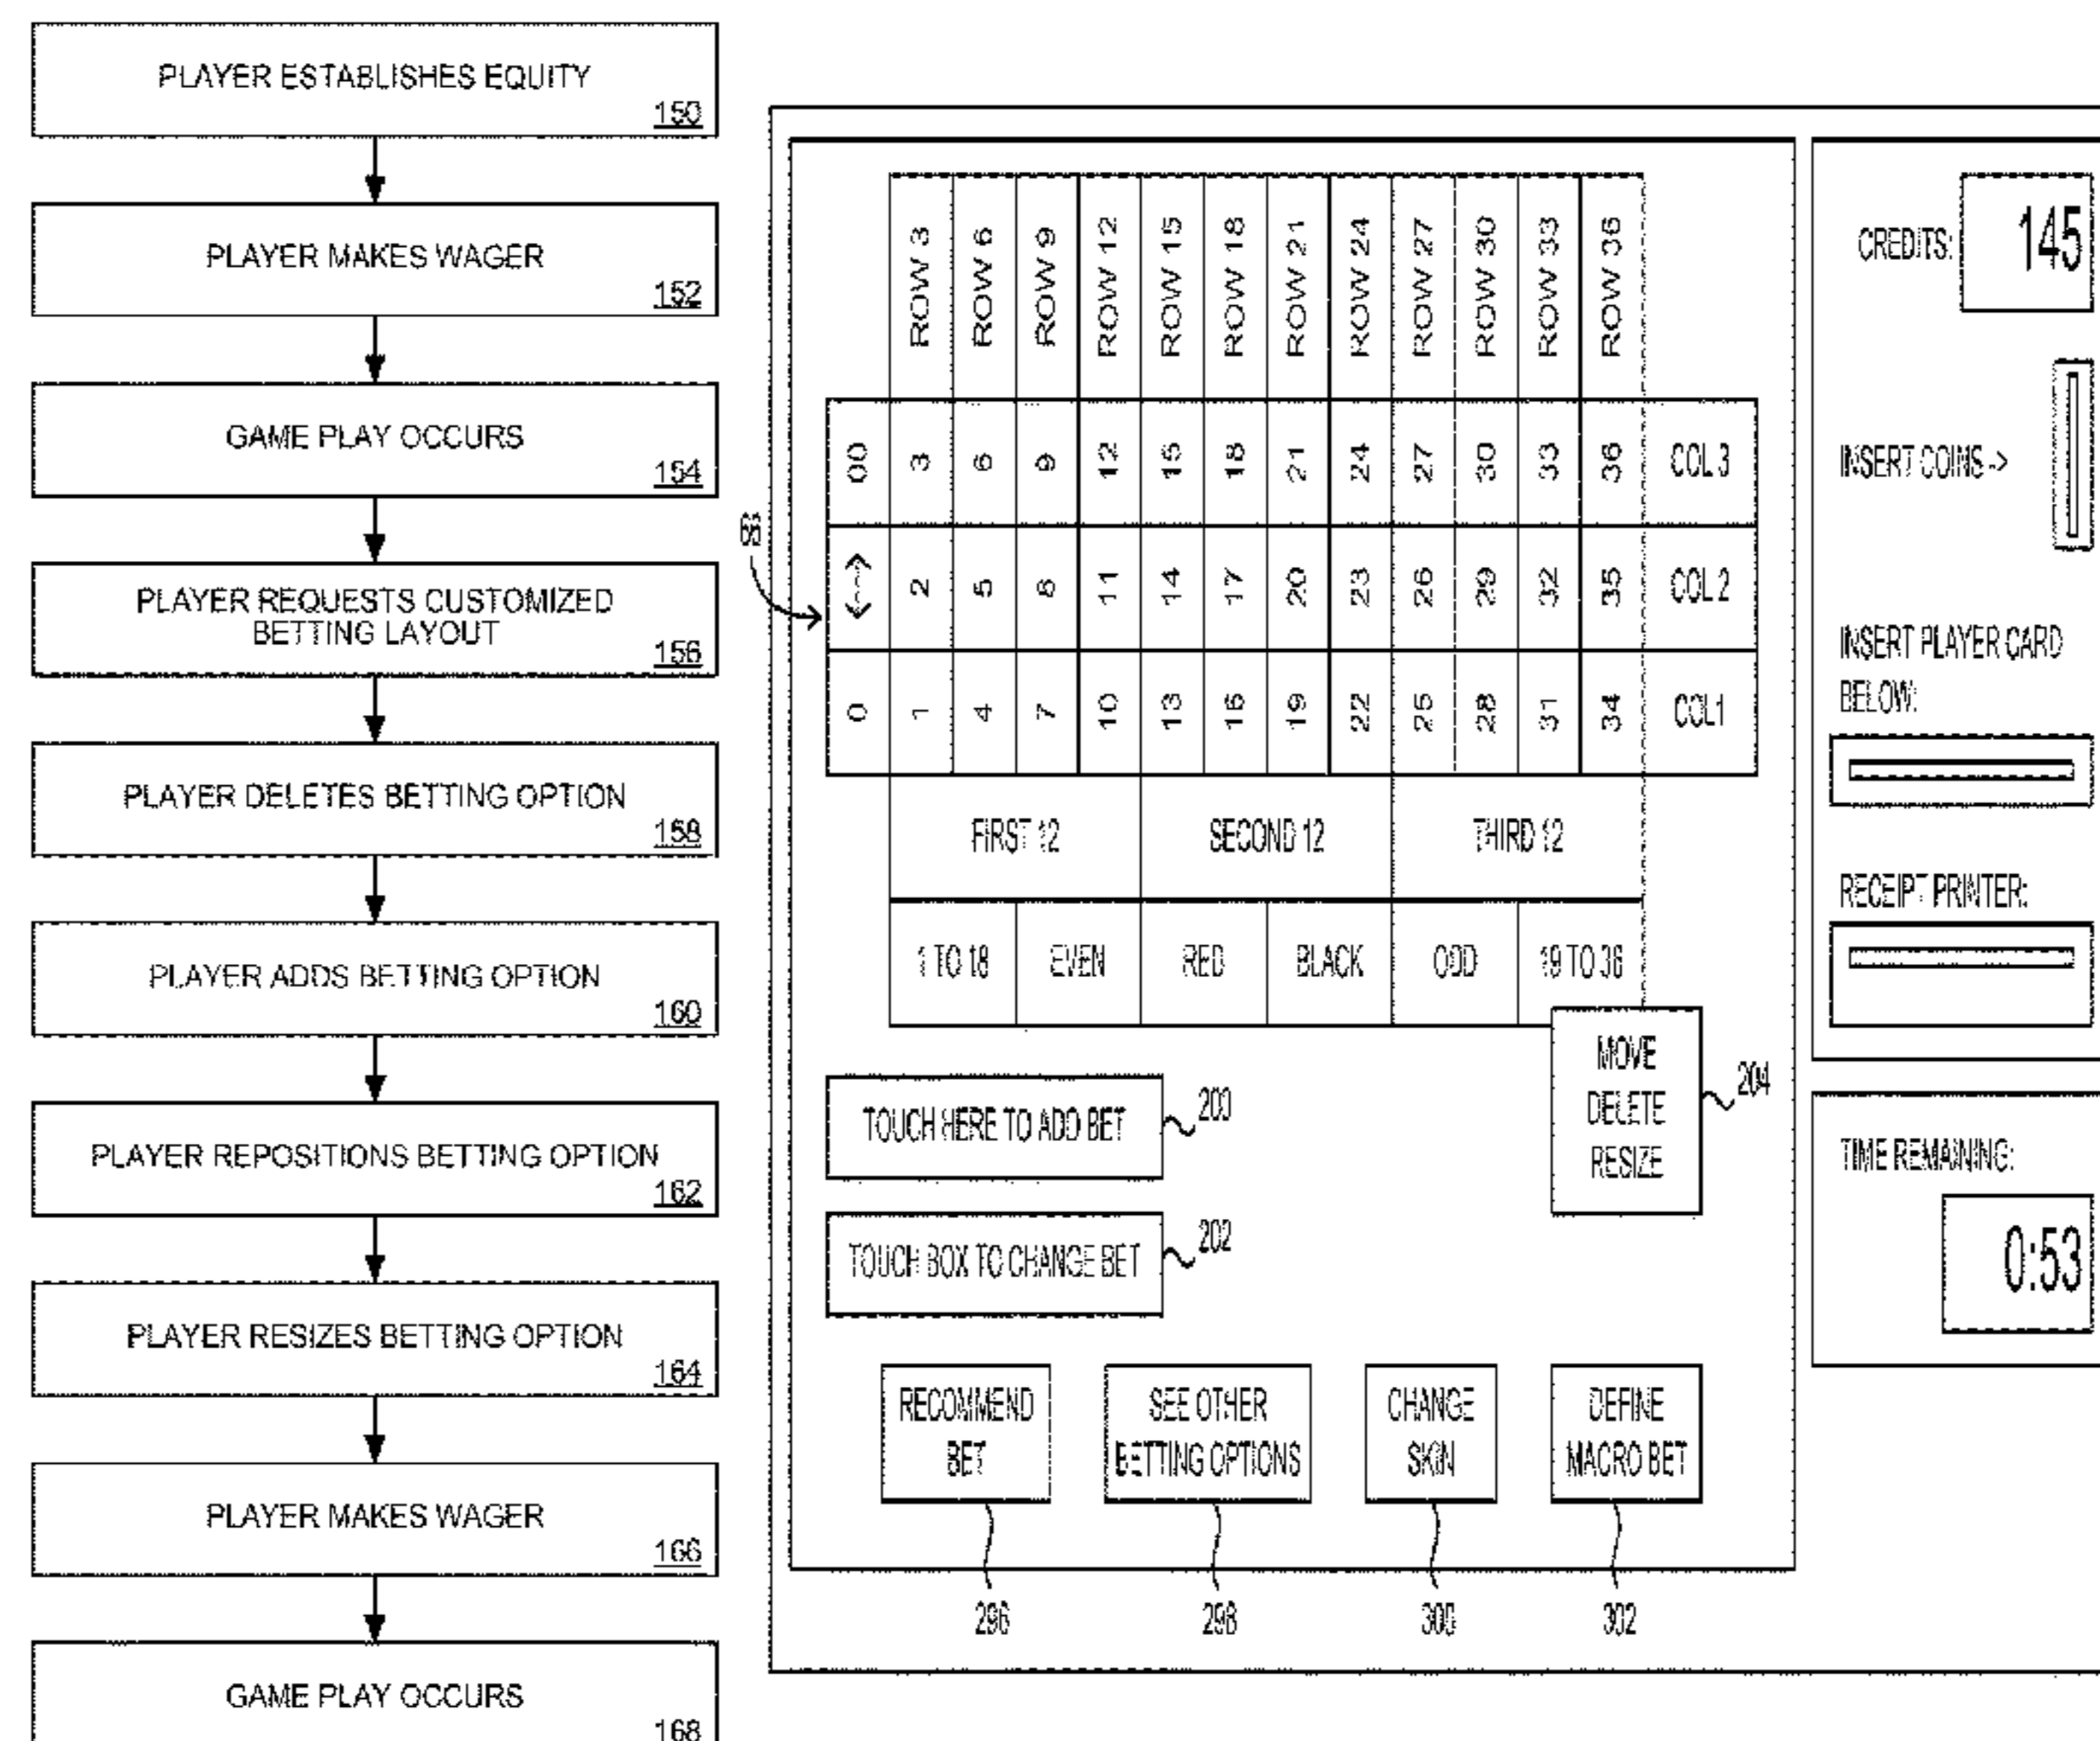 PLAYER ESTABLISHES EQUITY
150
PLAYER MAKES WAGER
152
GAME PLAY OCCURS
154
PLAYER REQUESTS CUSTOMIZED
BETTING LAYOUT
156
PLAYER DELETES BETTING OPTION
158
PLAYER ADDS BETTING OPTION
160
PLAYER REPOSITIONS BETTING OPTION
162
PLAYER RESIZES BETTING OPTION
164
PLAYER MAKES WAGER
166
GAME PLAY OCCURS
168
ROW 3 ROW 6 ROW 9 ROW 12 ROW 15 ROW 18 ROW 21 ROW 24 ROW 27 ROW 30 ROW 33 ROW 36
00 3 6 9 12 15 18 21 24 27 30 33 36 COL 3
<--> 2 5 8 11 14 17 20 23 26 29 32 35 COL 2
0 1 4 7 10 13 16 19 22 25 28 31 34 COL1
FIRST 12 SECOND 12 THIRD 12
1 TO 18 EVEN RED BLACK ODD 19 TO 36
MOVE
DELETE
RESIZE
204
TOUCH HERE TO ADD BET
200
TOUCH BOX TO CHANGE BET
202
RECOMMEND
BET
SEE OTHER
BETTING OPTIONS
CHANGE
SKIN
DEFINE
MACRO BET
296 298 300 302
CREDITS: 145
INSERT COINS ->
INSERT PLAYER CARD
BELOW:
RECEIPT PRINTER:
TIME REMAINING:
0:53